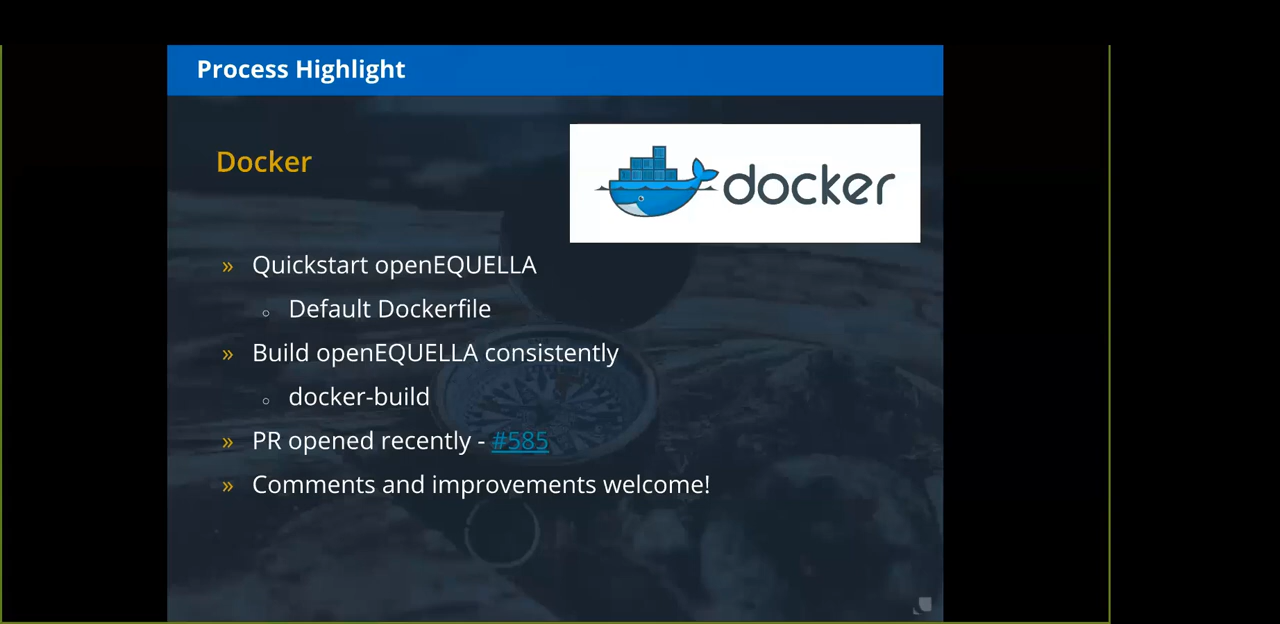 Process Highlight
Docker
docker
» Quickstart openEQUELLA
○ Default Dockerfile
» Build openEQUELLA consistently
○ docker-build
» PR opened recently - #585
» Comments and improvements welcome!